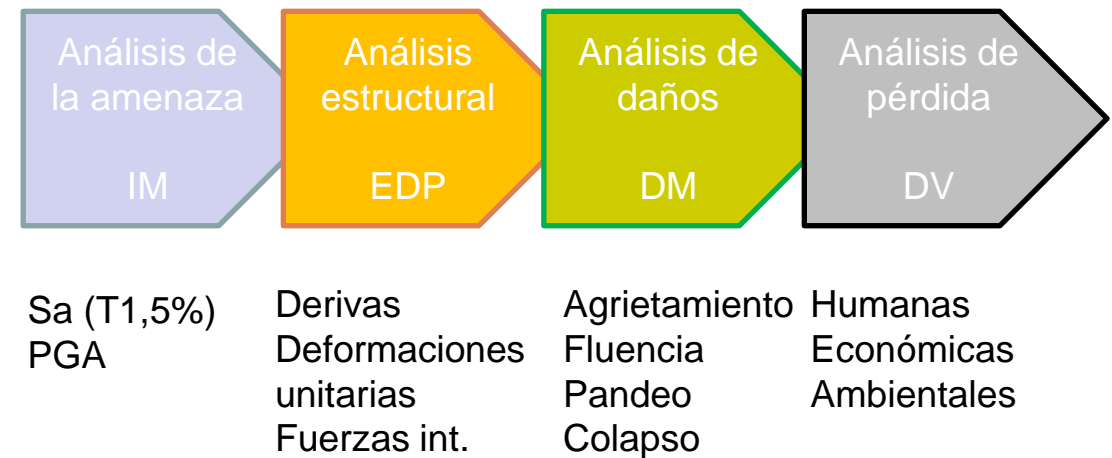 Análisis de
la amenaza
IM
Análisis
estructural
EDP
Análisis de
daños
DM
Análisis de
pérdida
DV
Sa (T1,5%)
PGA
Derivas
Deformaciones
unitarias
Fuerzas int.
Agrietamiento
Fluencia
Pandeo
Colapso
Humanas
Económicas
Ambientales